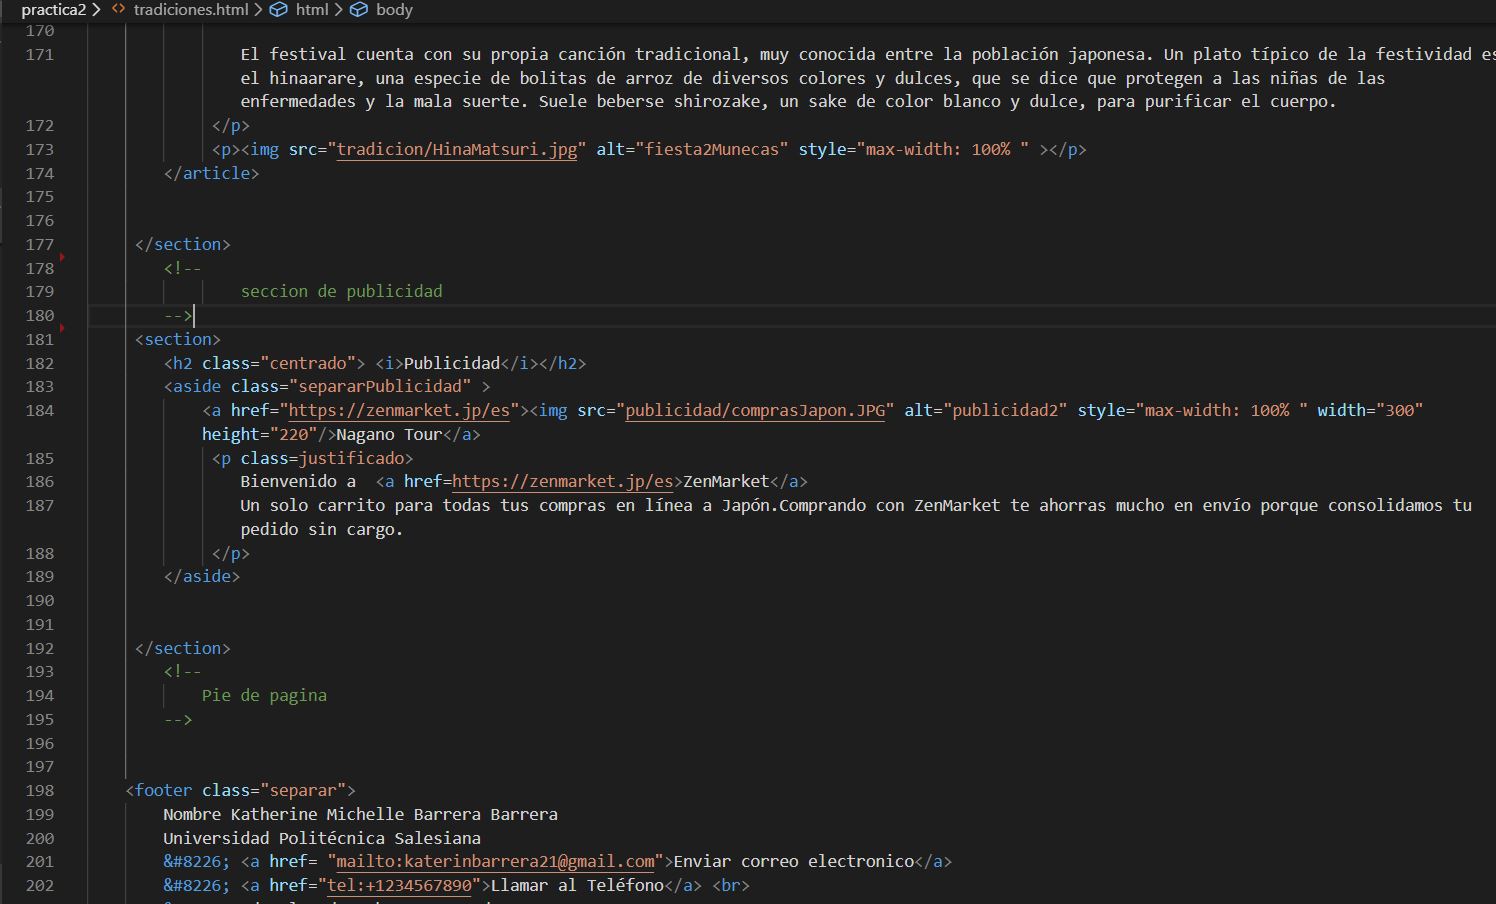 practica2 > <> tradiciones.html > html > body
170
171 El festival cuenta con su propia canción tradicional, muy conocida entre la población japonesa. Un plato típico de la festividad es
el hinaarare, una especie de bolitas de arroz de diversos colores y dulces, que se dice que protegen a las niñas de las
enfermedades y la mala suerte. Suele beberse shirozake, un sake de color blanco y dulce, para purificar el cuerpo.
172 </p>
173 <p><img src="tradicion/HinaMatsuri.jpg" alt="fiesta2Munecas" style="max-width: 100% " ></p>
174 </article>
175
176
177 </section>
178 <!--
179 seccion de publicidad
180 -->
181 <section>
182 <h2 class="centrado"> <i>Publicidad</i></h2>
183 <aside class="separarPublicidad" >
184 <a href="https://zenmarket.jp/es"><img src="publicidad/comprasJapon.JPG" alt="publicidad2" style="max-width: 100% " width="300"
height="220"/>Nagano Tour</a>
185 <p class=justificado>
186 Bienvenido a  <a href=https://zenmarket.jp/es>ZenMarket</a>
187 Un solo carrito para todas tus compras en línea a Japón.Comprando con ZenMarket te ahorras mucho en envío porque consolidamos tu
pedido sin cargo.
188 </p>
189 </aside>
190
191
192 </section>
193 <!--
194 Pie de pagina
195 -->
196
197
198 <footer class="separar">
199 Nombre Katherine Michelle Barrera Barrera
200 Universidad Politécnica Salesiana
201 &#8226; <a href= "mailto:katerinbarrera21@gmail.com">Enviar correo electronico</a>
202 &#8226; <a href="tel:+1234567890">Llamar al Teléfono</a> <br>